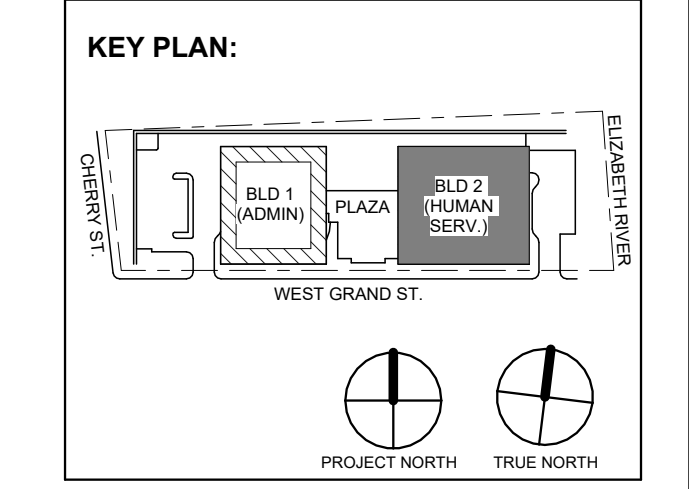 KEY PLAN:
CHERRY ST.
BLD 1
(ADMIN)
PLAZA
BLD 2
(HUMAN
SERV.)
ELIZABETH RIVER
WEST GRAND ST.
PROJECT NORTH
TRUE NORTH